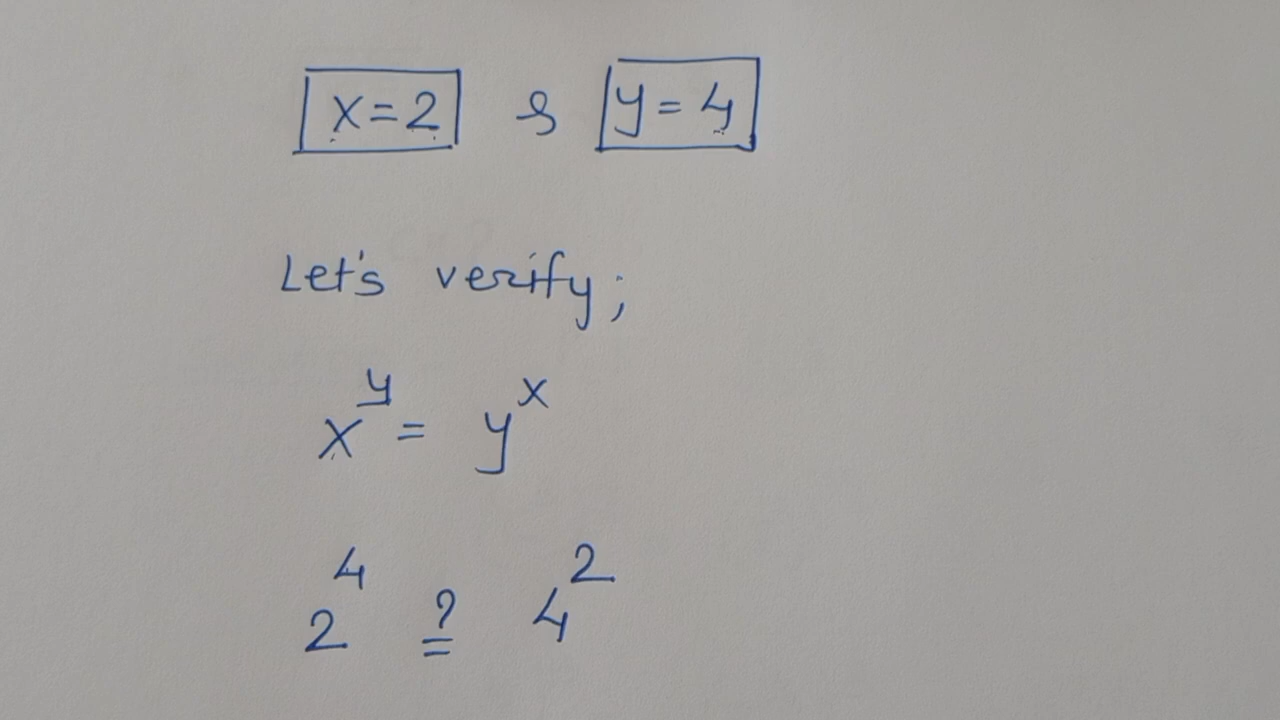 x=2 & y=4
Let's verify;
x^y = y^x
2^4 ?= 4^2